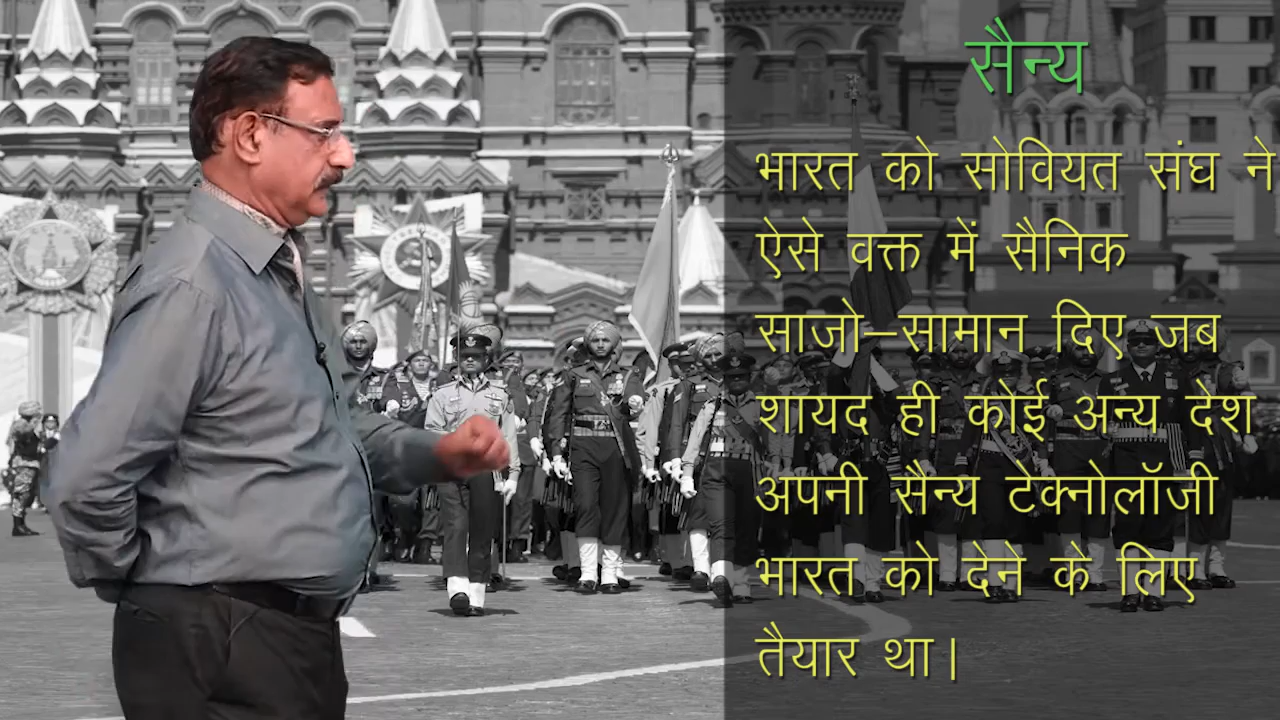 सैन्य
भारत को सोवियत संघ ने
ऐसे वक्त में सैनिक
साजो–सामान दिए जब
शायद ही कोई अन्य देश
अपनी सैन्य टेक्नोलॉजी
भारत को देने के लिए
तैयार था।